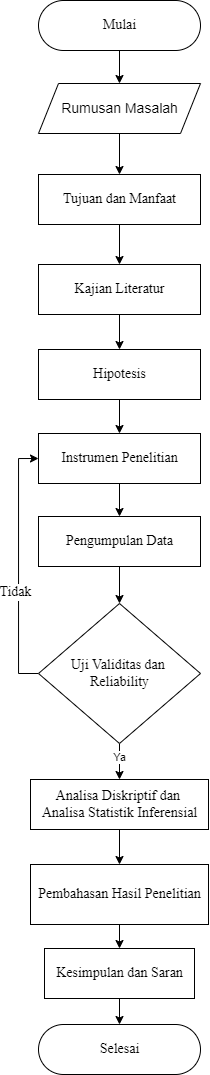 Mulai
Rumusan Masalah
Tujuan dan Manfaat
Kajian Literatur
Hipotesis
Instrumen Penelitian
Pengumpulan Data
Tidak
Uji Validitas dan
Reliability
Ya
Analisa Diskriptif dan
Analisa Statistik Inferensial
Pembahasan Hasil Penelitian
Kesimpulan dan Saran
Selesai